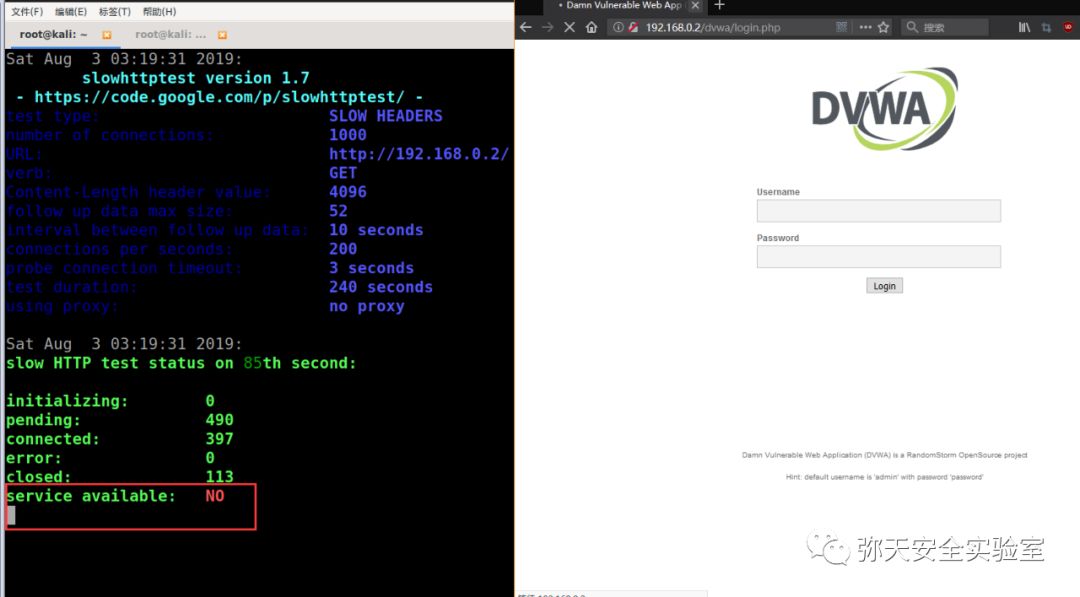 文件(F) 编辑(E) 标签(T) 帮助(H)
root@kali: ~ root@kali: ...
Sat Aug  3 03:19:31 2019:
slowhttptest version 1.7
- https://code.google.com/p/slowhttptest/ -
test type: SLOW HEADERS
number of connections: 1000
URL: http://192.168.0.2/
verb: GET
Content-Length header value: 4096
follow up data max size: 52
interval between follow up data: 10 seconds
connections per seconds: 200
probe connection timeout: 3 seconds
test duration: 240 seconds
using proxy: no proxy
Sat Aug  3 03:19:31 2019:
slow HTTP test status on 85th second:
initializing: 0
pending: 490
connected: 397
error: 0
closed: 113
service available: NO
Damn Vulnerable Web App
192.168.0.2/dvwa/login.php
搜索
DVWA
Username
Password
Login
Damn Vulnerable Web Application (DVWA) is a RandomStorm OpenSource project
Hint: default username is 'admin' with password 'password'
弥天安全实验室